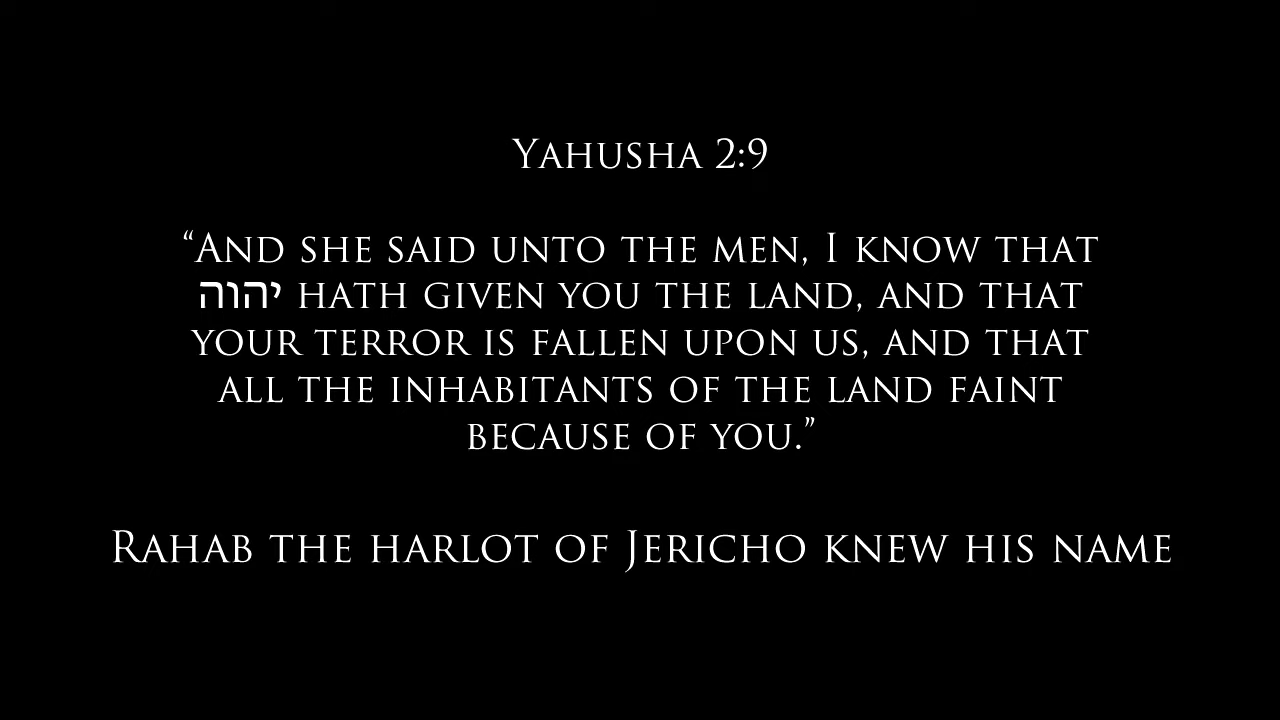 Yahusha 2:9
“And she said unto the men, I know that
יהוה hath given you the land, and that
your terror is fallen upon us, and that
all the inhabitants of the land faint
because of you.”
Rahab the harlot of Jericho knew his name